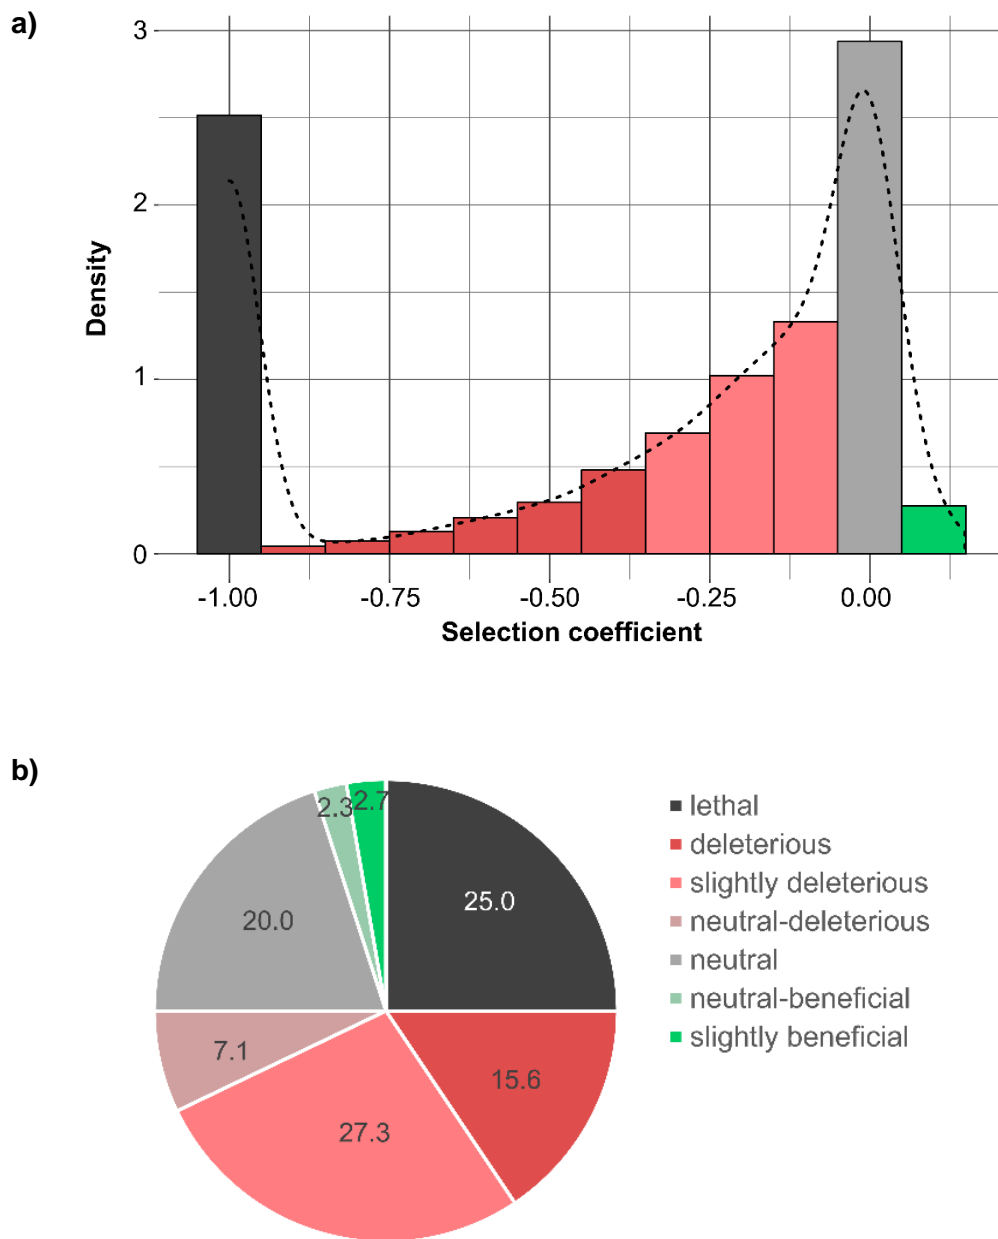 a)
3
2
1
0
Density
-1.00 -0.75 -0.50 -0.25 0.00
Selection coefficient
b)
2.3 2.7
20.0 25.0
7.1 15.6
27.3
lethal
deleterious
slightly deleterious
neutral-deleterious
neutral
neutral-beneficial
slightly beneficial